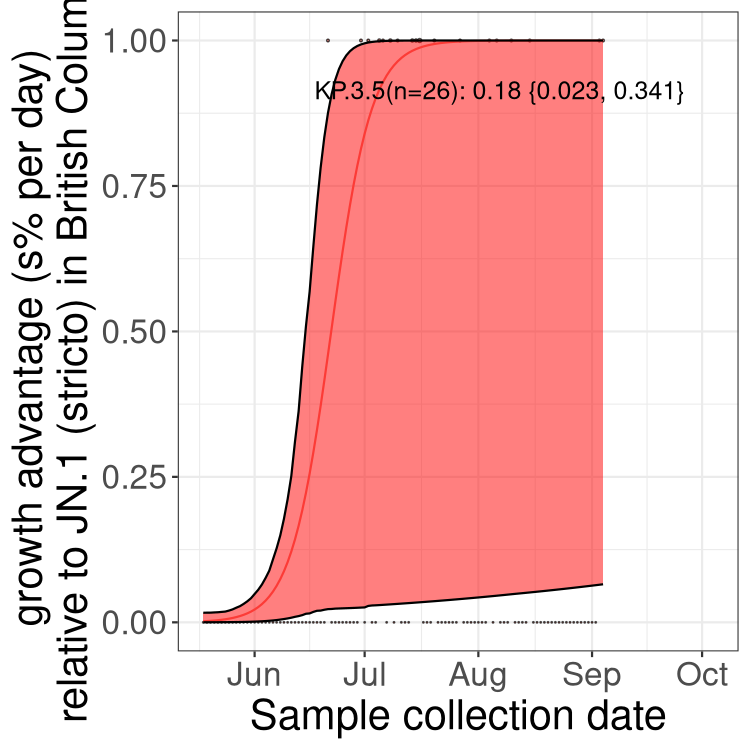 growth advantage (s% per day)
relative to JN.1 (stricto) in British Colum
1.00
0.75
0.50
0.25
0.00
KP.3.5(n=26): 0.18 {0.023, 0.341}
Jun Jul Aug Sep Oct
Sample collection date